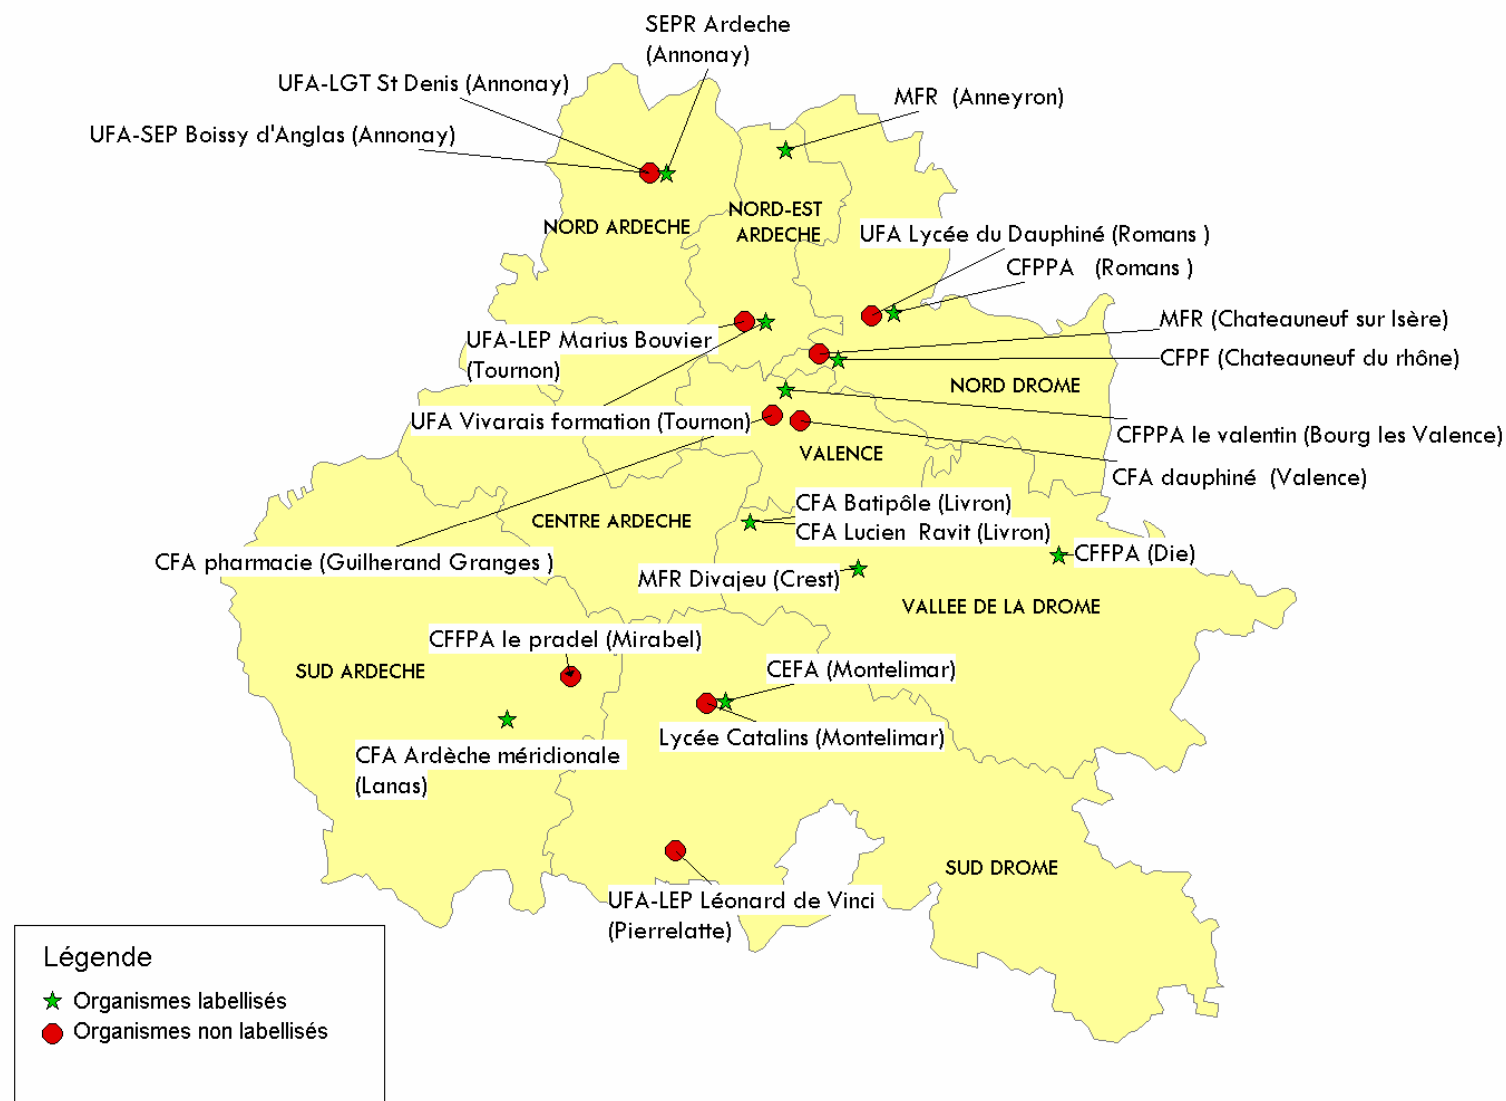 SEPR Ardeche
(Annonay)
UFA-LGT St Denis (Annonay)
MFR (Anneyron)
UFA-SEP Boissy d'Anglas (Annonay)
NORD ARDECHE
NORD-EST
ARDECHE
UFA Lycée du Dauphiné (Romans )
CFPPA (Romans )
MFR (Chateauneuf sur Isère)
UFA-LEP Marius Bouvier
(Tournon)
CFPF (Chateauneuf du rhône)
NORD DROME
UFA Vivarais formation (Tournon)
CFPPA le valentin (Bourg les Valence)
VALENCE
CFA dauphiné (Valence)
CFA Batipôle (Livron)
CENTRE ARDECHE
CFA Lucien Ravit (Livron)
CFA pharmacie (Guilherand Granges )
CFFPA (Die)
MFR Divajeu (Crest)
VALLEE DE LA DROME
CFFPA le pradel (Mirabel)
SUD ARDECHE
CEFA (Montelimar)
Lycée Catalins (Montelimar)
CFA Ardèche méridionale
(Lanas)
SUD DROME
UFA-LEP Léonard de Vinci
(Pierrelatte)
Légende
Organismes labellisés
Organismes non labellisés